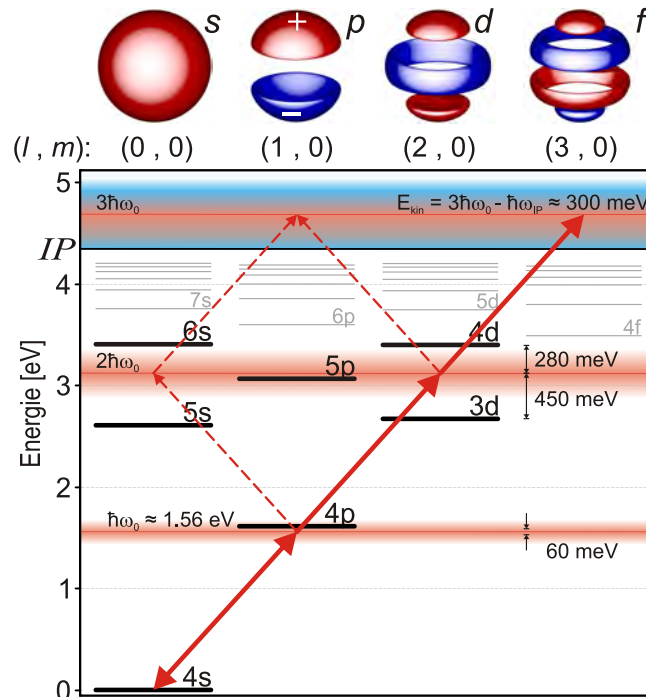 s p d f
+
−
(l , m): (0 , 0) (1 , 0) (2 , 0) (3 , 0)
5
3ħω₀ E_kin = 3ħω₀ - ħω_IP ≈ 300 meV
IP
4
7s 6p 5d 4f
6s 4d
280 meV
2ħω₀ 5p
3
450 meV
5s 3d
Energie [eV]
2
ħω₀ ≈ 1.56 eV 4p
60 meV
1
4s
0